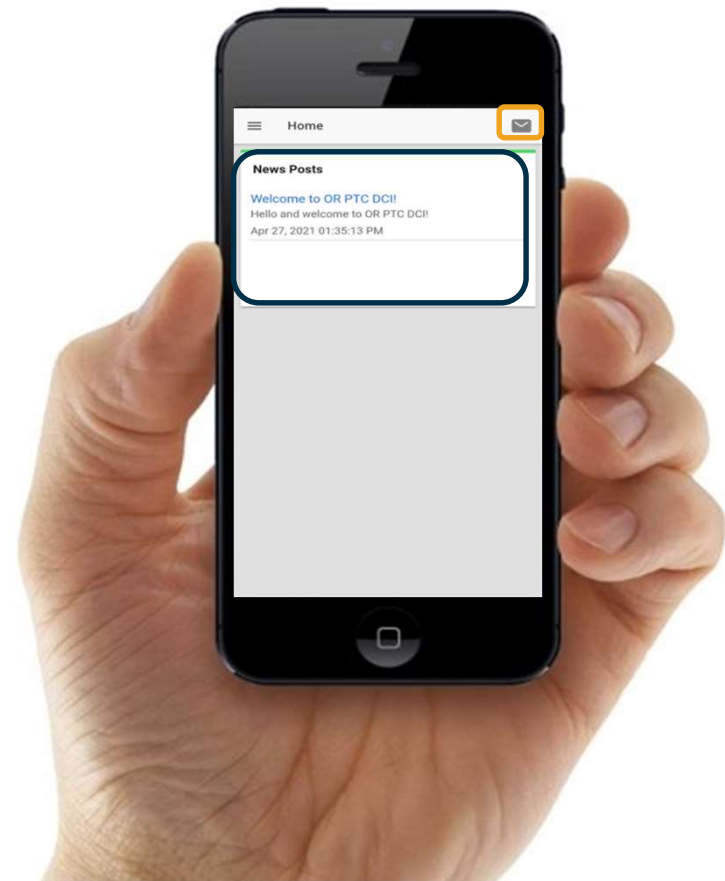 Home
News Posts
Welcome to OR PTC DCI!
Hello and welcome to OR PTC DCI!
Apr 27, 2021 01:35:13 PM